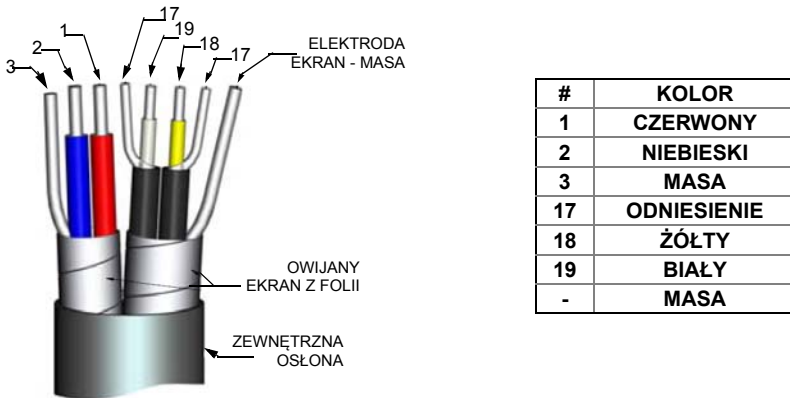 17
19
1
18
17
2
3
ELEKTRODA
EKRAN - MASA
OWIJANY
EKRAN Z FOLII
ZEWNĘTRZNA
OSŁONA
# KOLOR
1 CZERWONY
2 NIEBIESKI
3 MASA
17 ODNIESIENIE
18 ŻÓŁTY
19 BIAŁY
- MASA